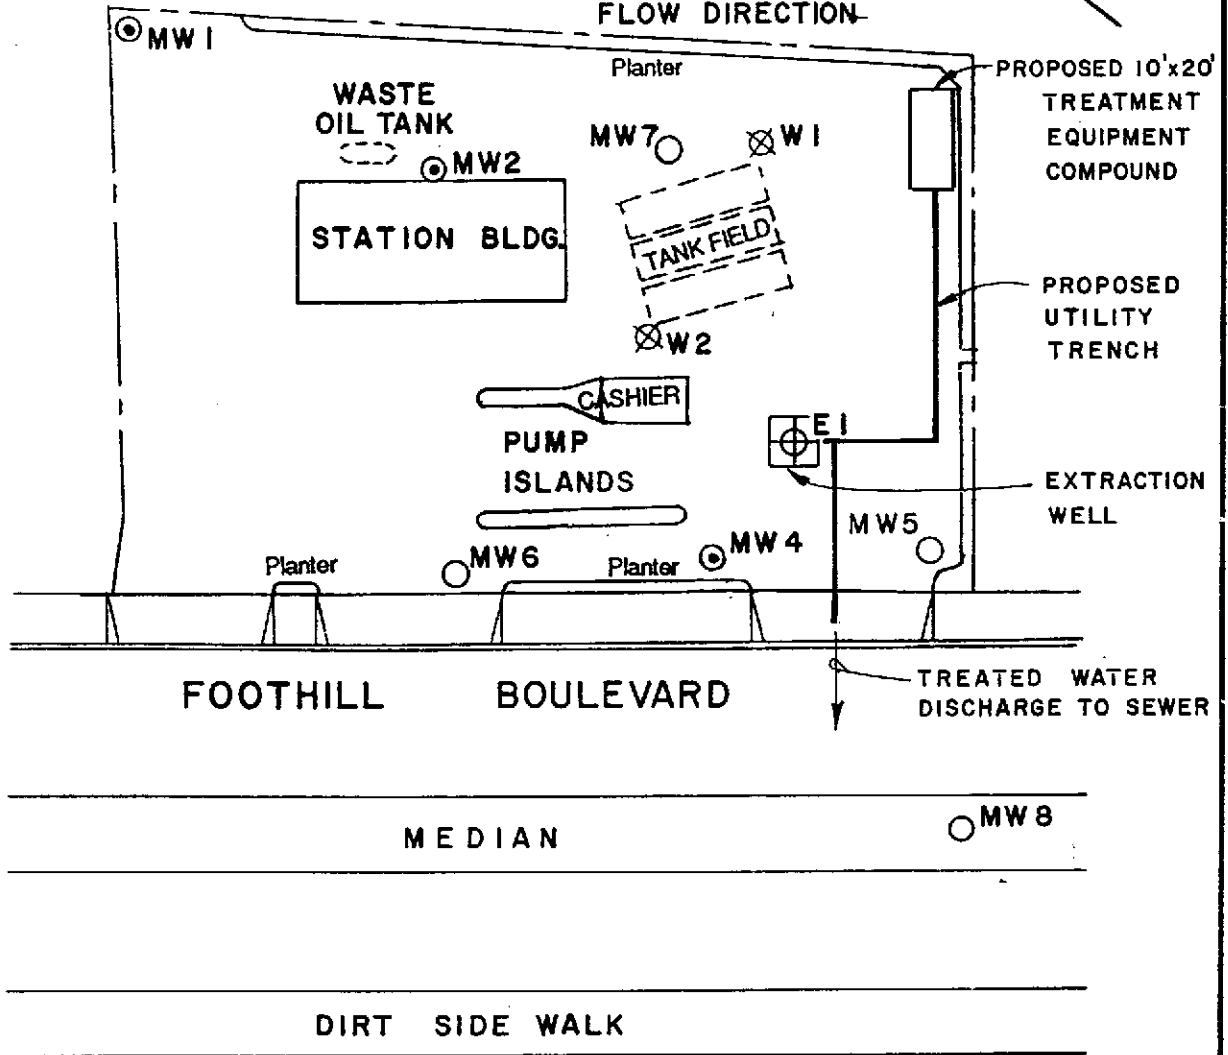 FLOW DIRECTION
MW1
Planter
PROPOSED 10'x20'
TREATMENT
EQUIPMENT
COMPOUND
WASTE
OIL TANK
MW2
MW7
W1
STATION BLDG.
TANK FIELD
PROPOSED
UTILITY
TRENCH
W2
CASHIER
E1
PUMP
ISLANDS
EXTRACTION
WELL
MW5
MW4
MW6
Planter
Planter
FOOTHILL BOULEVARD
TREATED WATER
DISCHARGE TO SEWER
MEDIAN
MW8
DIRT SIDE WALK